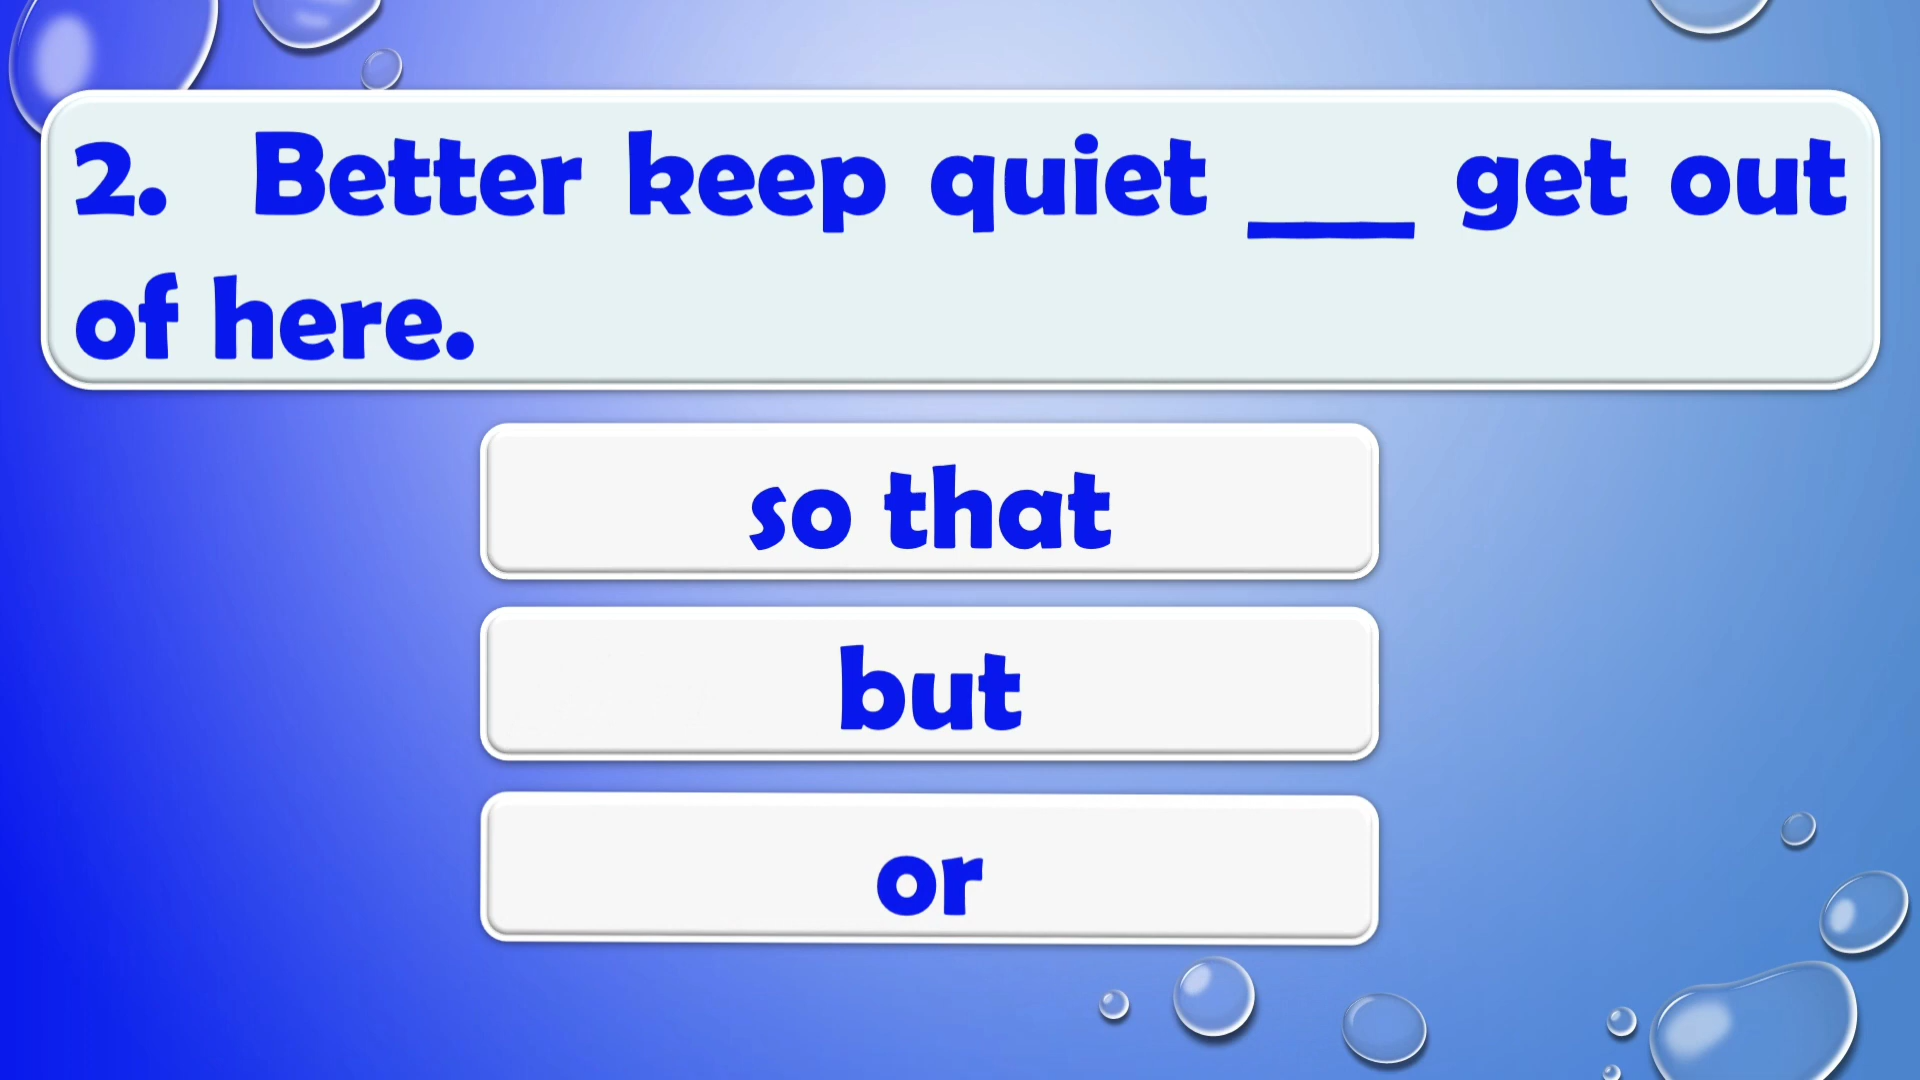 2. Better keep quiet ___ get out
of here.
so that
but
or